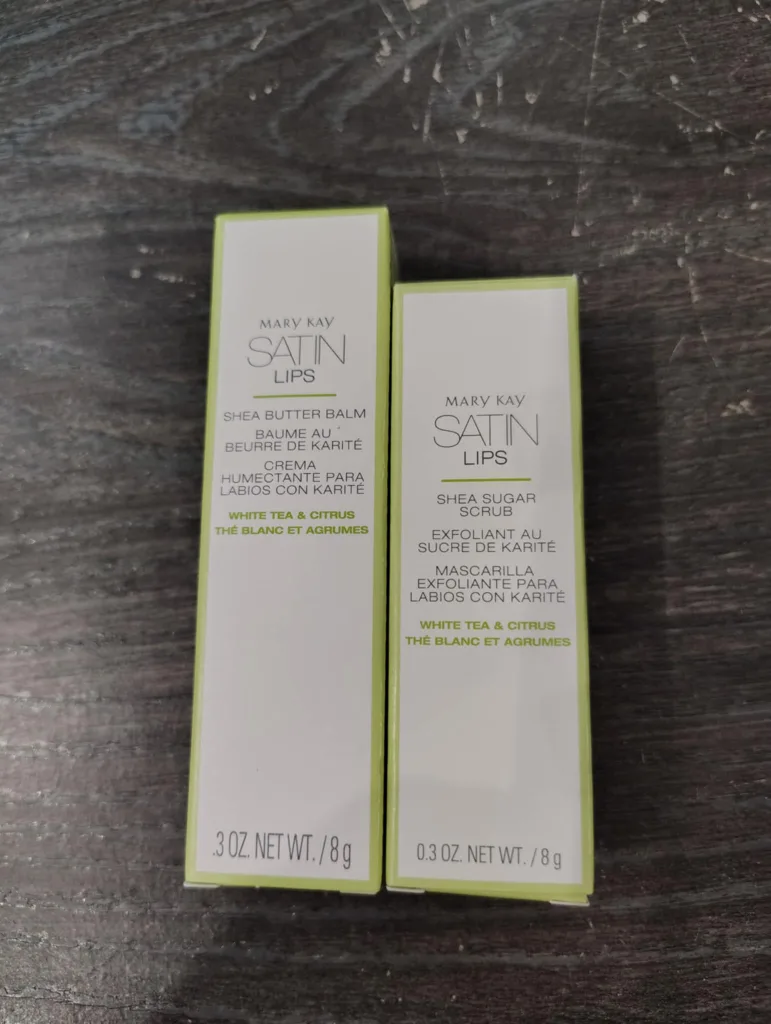 MARY KAY
SATIN
LIPS
SHEA BUTTER BALM
BAUME AU
BEURRE DE KARITÉ
CREMA
HUMECTANTE PARA
LABIOS CON KARITÉ
WHITE TEA & CITRUS
THÉ BLANC ET AGRUMES
.3 OZ. NET WT. / 8 g
MARY KAY
SATIN
LIPS
SHEA SUGAR
SCRUB
EXFOLIANT AU
SUCRE DE KARITÉ
MASCARILLA
EXFOLIANTE PARA
LABIOS CON KARITÉ
WHITE TEA & CITRUS
THÉ BLANC ET AGRUMES
0.3 OZ. NET WT. / 8 g